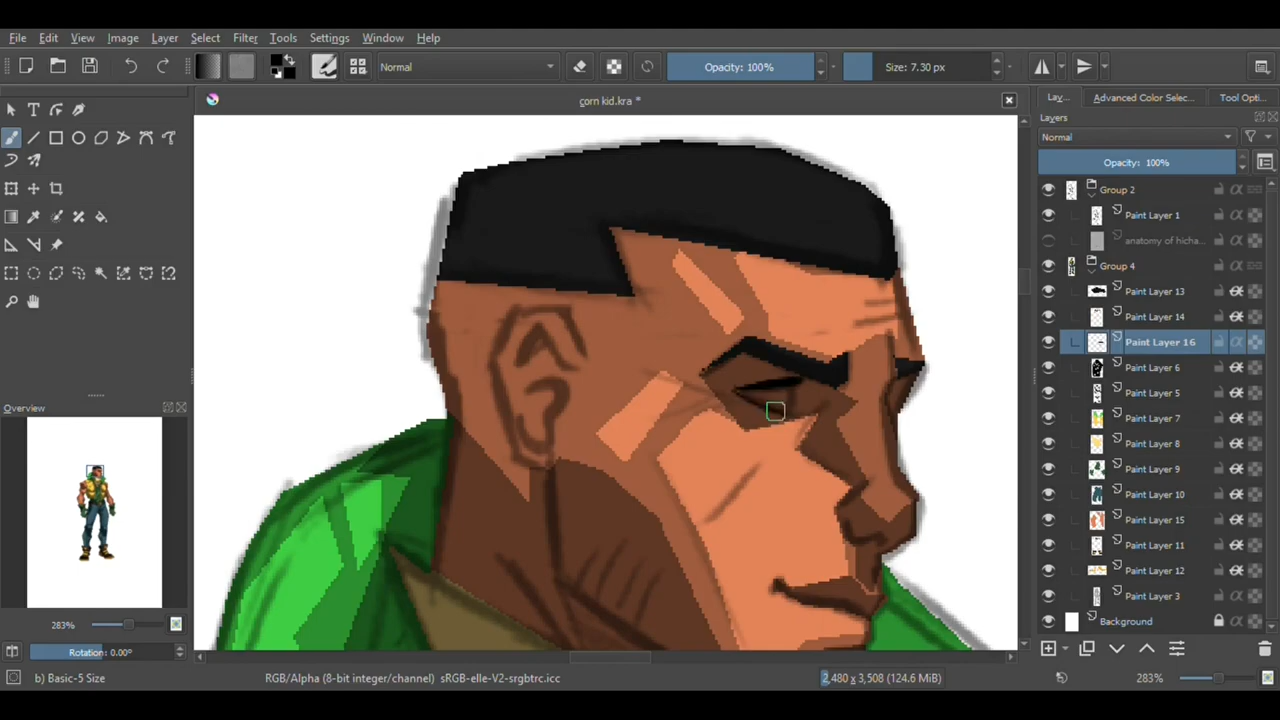 File Edit View Image Layer Select Filter Tools Settings Window Help
Normal Opacity: 100% Size: 7.30 px
corn kid.kra *
Lay... Advanced Color Selec... Tool Opti...
Layers
Normal
Opacity: 100%
Group 2
Paint Layer 1
anatomy of hicha...
Group 4
Paint Layer 13
Paint Layer 14
Paint Layer 16
Paint Layer 6
Paint Layer 5
Paint Layer 7
Paint Layer 8
Paint Layer 9
Paint Layer 10
Paint Layer 15
Paint Layer 11
Paint Layer 12
Paint Layer 3
Background
Overview
283%
Rotation: 0.00°
b) Basic-5 Size
RGB/Alpha (8-bit integer/channel) sRGB-elle-V2-srgbtrc.icc
2,480 x 3,508 (124.6 MiB)
283%